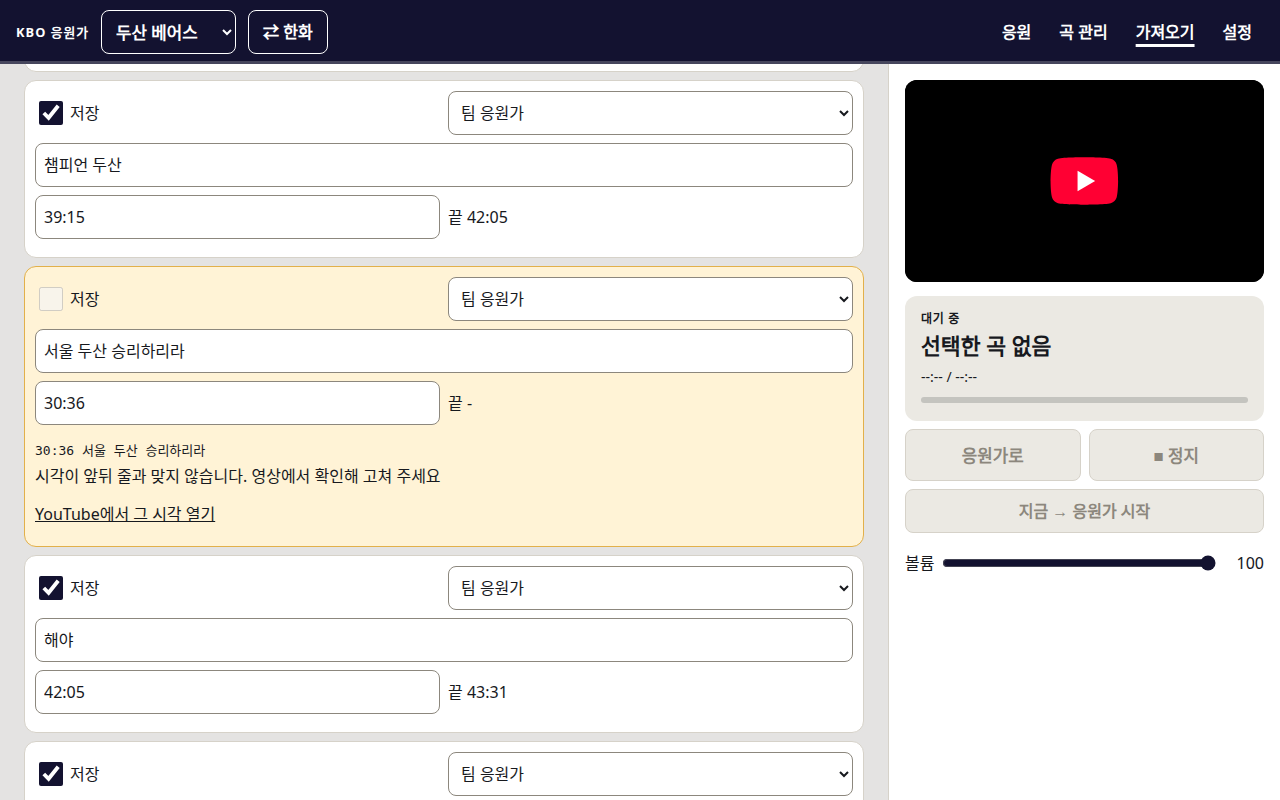 KBO 응원가
두산 베어스
⇄ 한화
응원
곡 관리
가져오기
설정
저장
팀 응원가
챔피언 두산
39:15
끝 42:05
저장
팀 응원가
서울 두산 승리하리라
30:36
끝 -
30:36 서울 두산 승리하리라
시각이 앞뒤 줄과 맞지 않습니다. 영상에서 확인해 고쳐 주세요
YouTube에서 그 시각 열기
저장
팀 응원가
해야
42:05
끝 43:31
저장
팀 응원가
대기 중
선택한 곡 없음
--:-- / --:--
응원가로
■ 정지
지금 → 응원가 시작
볼륨
100